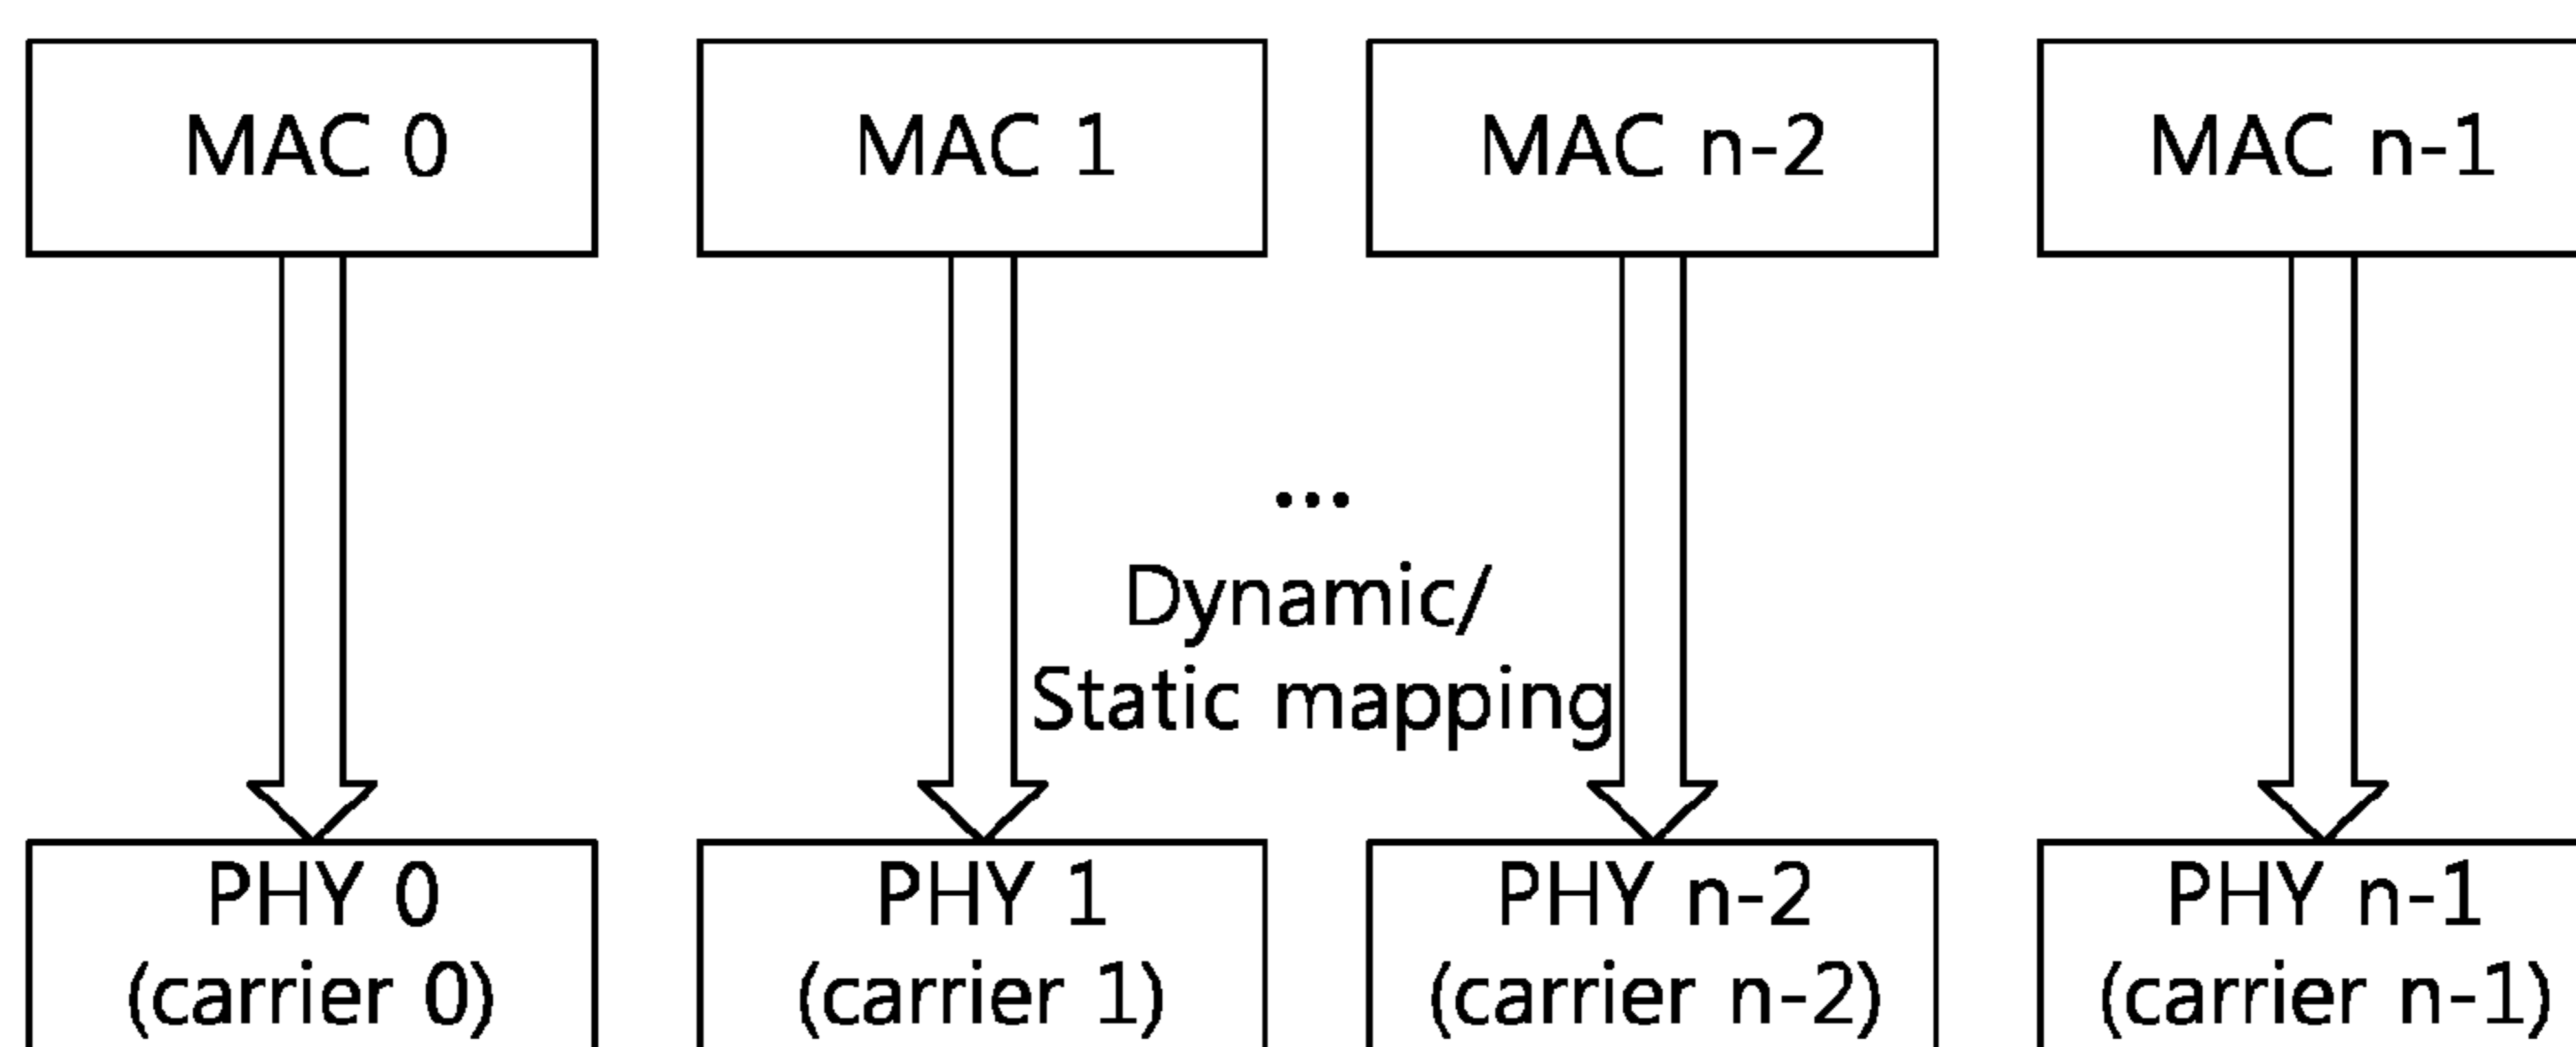 MAC 0
MAC 1
MAC n-2
MAC n-1
...
Dynamic/
Static mapping
PHY 0
(carrier 0)
PHY 1
(carrier 1)
PHY n-2
(carrier n-2)
PHY n-1
(carrier n-1)